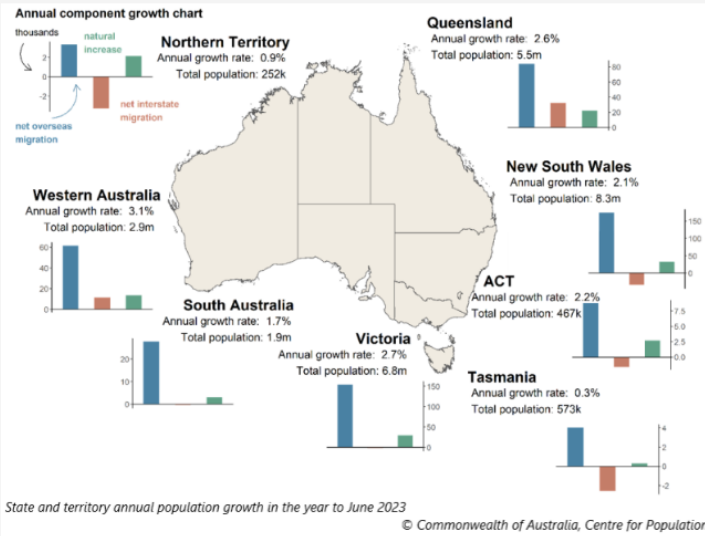 Annual component growth chart
thousands
natural
increase
2
0
-2
net interstate
migration
net overseas
migration
Northern Territory
Annual growth rate: 0.9%
Total population: 252k
Queensland
Annual growth rate: 2.6%
Total population: 5.5m
80
60
40
20
0
New South Wales
Annual growth rate: 2.1%
Total population: 8.3m
150
100
50
0
Western Australia
Annual growth rate: 3.1%
Total population: 2.9m
60
40
20
0
ACT
Annual growth rate: 2.2%
Total population: 467k
7.5
5.0
2.5
0.0
South Australia
Annual growth rate: 1.7%
Total population: 1.9m
20
10
0
Victoria
Annual growth rate: 2.7%
Total population: 6.8m
150
100
50
0
Tasmania
Annual growth rate: 0.3%
Total population: 573k
4
2
0
-2
State and territory annual population growth in the year to June 2023
© Commonwealth of Australia, Centre for Population